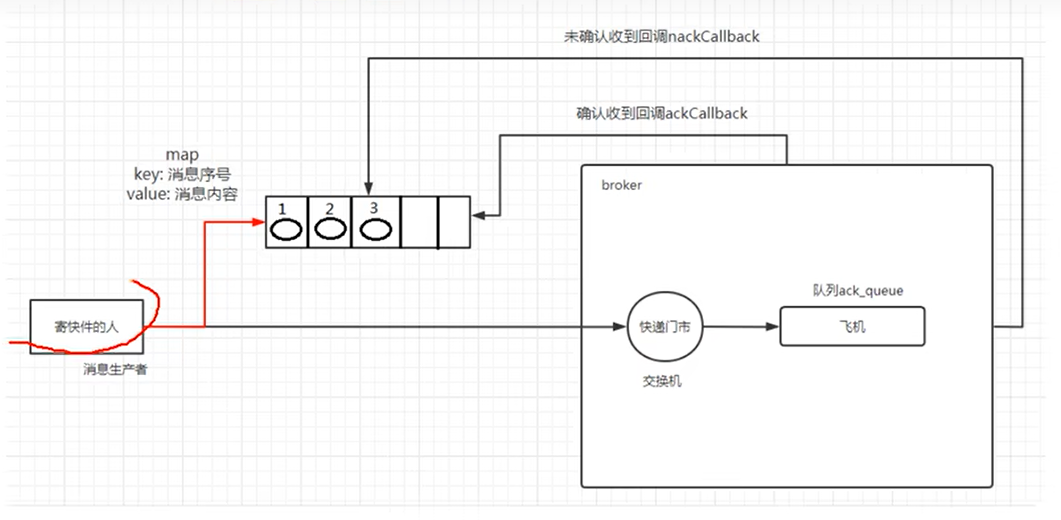 未确认收到回调nackCallback
确认收到回调ackCallback
map
key: 消息序号
value: 消息内容
broker
1 2 3
队列ack_queue
寄快件的人
快递门市
飞机
消息生产者
交换机